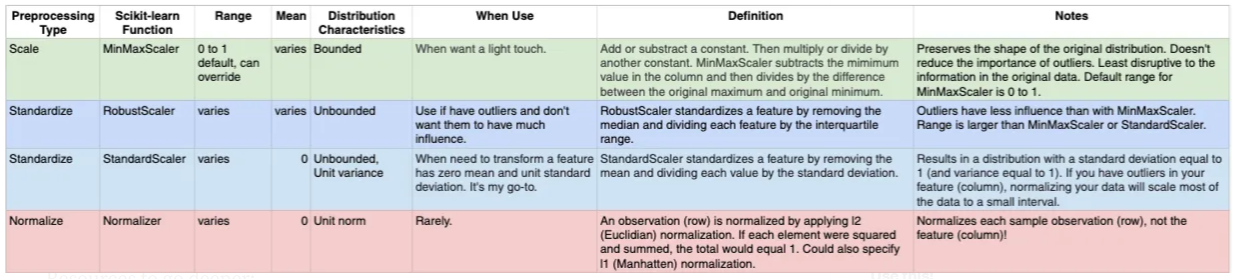 Preprocessing Type Scikit-learn Function Range Mean Distribution Characteristics When Use Definition Notes
Scale MinMaxScaler 0 to 1 default, can override varies Bounded When want a light touch. Add or substract a constant. Then multiply or divide by another constant. MinMaxScaler subtracts the mimimum value in the column and then divides by the difference between the original maximum and original minimum. Preserves the shape of the original distribution. Doesn't reduce the importance of outliers. Least disruptive to the information in the original data. Default range for MinMaxScaler is 0 to 1.
Standardize RobustScaler varies varies Unbounded Use if have outliers and don't want them to have much influence. RobustScaler standardizes a feature by removing the median and dividing each feature by the interquartile range. Outliers have less influence than with MinMaxScaler. Range is larger than MinMaxScaler or StandardScaler.
Standardize StandardScaler varies 0 Unbounded, Unit variance When need to transform a feature has zero mean and unit standard deviation. It's my go-to. StandardScaler standardizes a feature by removing the mean and dividing each value by the standard deviation. Results in a distribution with a standard deviation equal to 1 (and variance equal to 1). If you have outliers in your feature (column), normalizing your data will scale most of the data to a small interval.
Normalize Normalizer varies 0 Unit norm Rarely. An observation (row) is normalized by applying l2 (Euclidian) normalization. If each element were squared and summed, the total would equal 1. Could also specify l1 (Manhatten) normalization. Normalizes each sample observation (row), not the feature (column)!